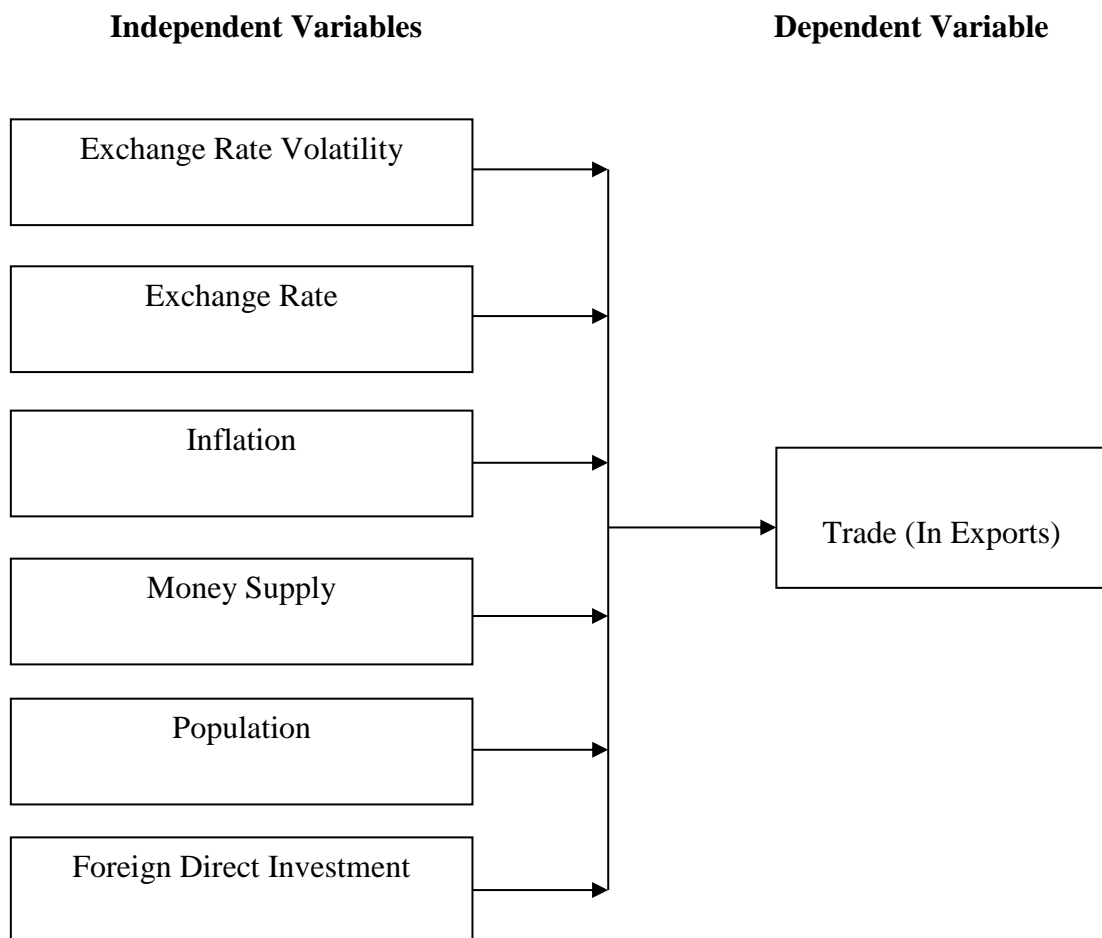 Independent Variables
Dependent Variable
Exchange Rate Volatility
Exchange Rate
Inflation
Money Supply
Population
Foreign Direct Investment
Trade (In Exports)